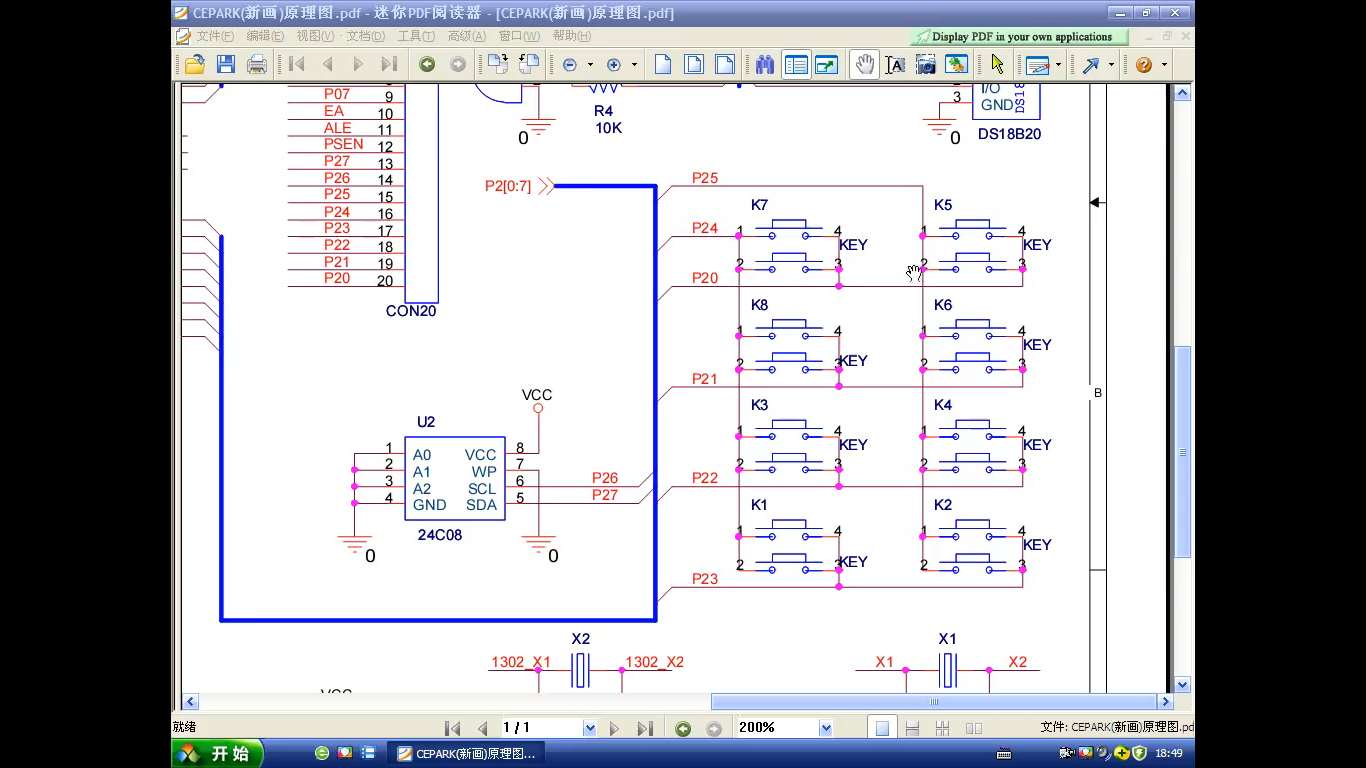 CEPARK(新画)原理图.pdf - 迷你PDF阅读器 - [CEPARK(新画)原理图.pdf]
文件(F) 编辑(E) 视图(V) 文档(D) 工具(T) 高级(A) 窗口(W) 帮助(H)
Display PDF in your own applications
P07 9
EA 10
ALE 11
PSEN 12
P27 13
P26 14
P25 15
P24 16
P23 17
P22 18
P21 19
P20 20
CON20
R4
10K
0
I/O
3 GND
DS18
DS18B20
0
P2[0:7]
P25
P24
P20
P21
P22
P23
K7
1 4
KEY
2 3
K5
1 4
KEY
2 3
K8
1 4
KEY
2 3
K6
1 4
KEY
2 3
K3
1 4
KEY
2 3
K4
1 4
KEY
2 3
K1
1 4
KEY
2 3
K2
1 4
KEY
2 3
B
VCC
U2
1 A0 VCC 8
2 A1 WP 7
3 A2 SCL 6 P26
4 GND SDA 5 P27
24C08
0 0
X2
1302_X1 1302_X2
X1
X1 X2
VCC
就绪
1 / 1
200%
文件: CEPARK(新画)原理图.pd
开始
CEPARK(新画)原理图...
18:49